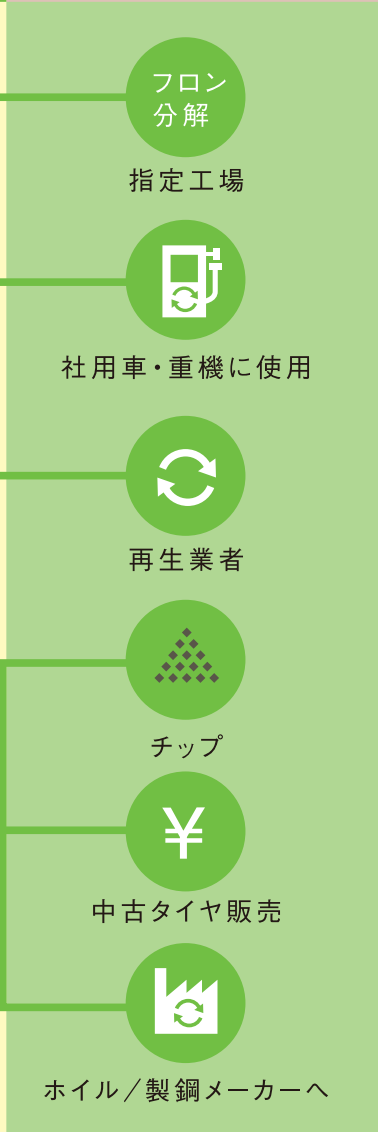 フロン
分解
指定工場
社用車・重機に使用
再生業者
チップ
¥
中古タイヤ販売
ホイル/製鋼メーカーへ